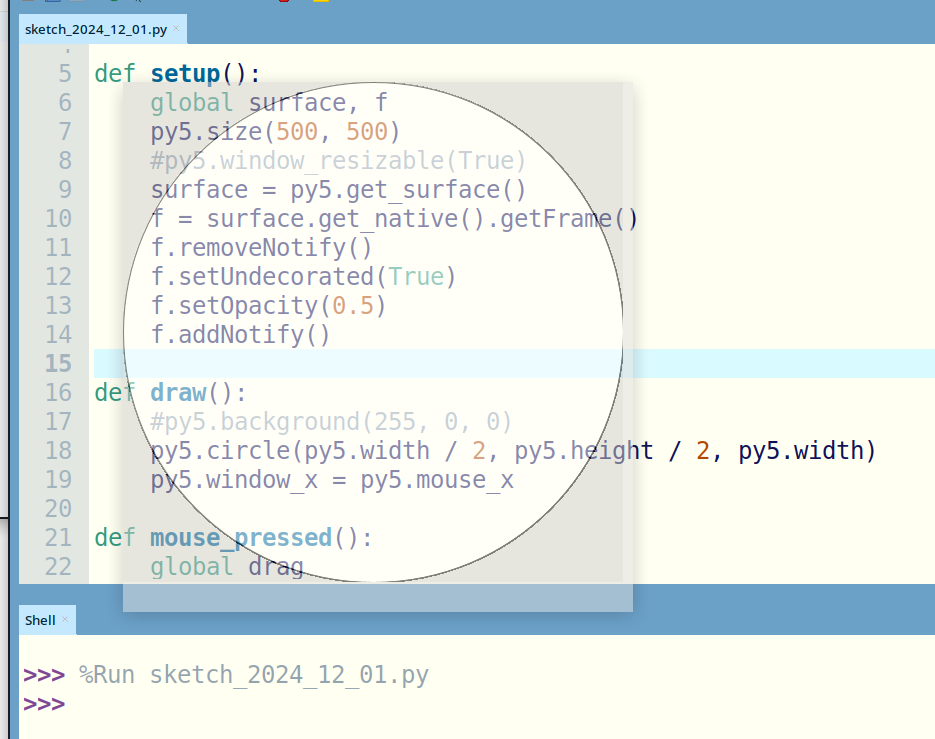 sketch_2024_12_01.py ×
5 def setup():
6 global surface, f
7 py5.size(500, 500)
8 #py5.window_resizable(True)
9 surface = py5.get_surface()
10 f = surface.get_native().getFrame()
11 f.removeNotify()
12 f.setUndecorated(True)
13 f.setOpacity(0.5)
14 f.addNotify()
15
16 def draw():
17 #py5.background(255, 0, 0)
18 py5.circle(py5.width / 2, py5.height / 2, py5.width)
19 py5.window_x = py5.mouse_x
20
21 def mouse_pressed():
22 global drag
Shell ×
>>> %Run sketch_2024_12_01.py
>>>